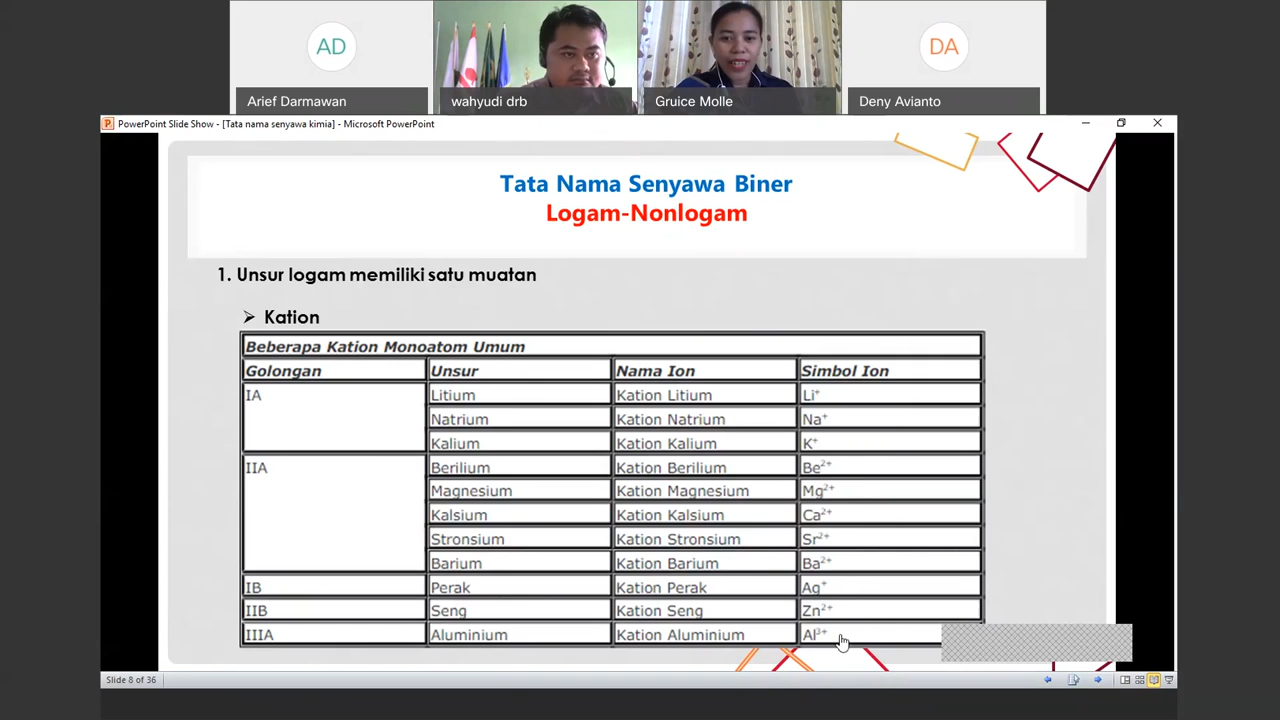 AD
DA
Arief Darmawan
wahyudi drb
Gruice Molle
Deny Avianto
PowerPoint Slide Show - [Tata nama senyawa kimia] - Microsoft PowerPoint
Tata Nama Senyawa Biner
Logam-Nonlogam
1. Unsur logam memiliki satu muatan
➢ Kation
Beberapa Kation Monoatom Umum
Golongan Unsur Nama Ion Simbol Ion
IA Litium Kation Litium Li⁺
Natrium Kation Natrium Na⁺
Kalium Kation Kalium K⁺
IIA Berilium Kation Berilium Be²⁺
Magnesium Kation Magnesium Mg²⁺
Kalsium Kation Kalsium Ca²⁺
Stronsium Kation Stronsium Sr²⁺
Barium Kation Barium Ba²⁺
IB Perak Kation Perak Ag⁺
IIB Seng Kation Seng Zn²⁺
IIIA Aluminium Kation Aluminium Al³⁺
Slide 8 of 36